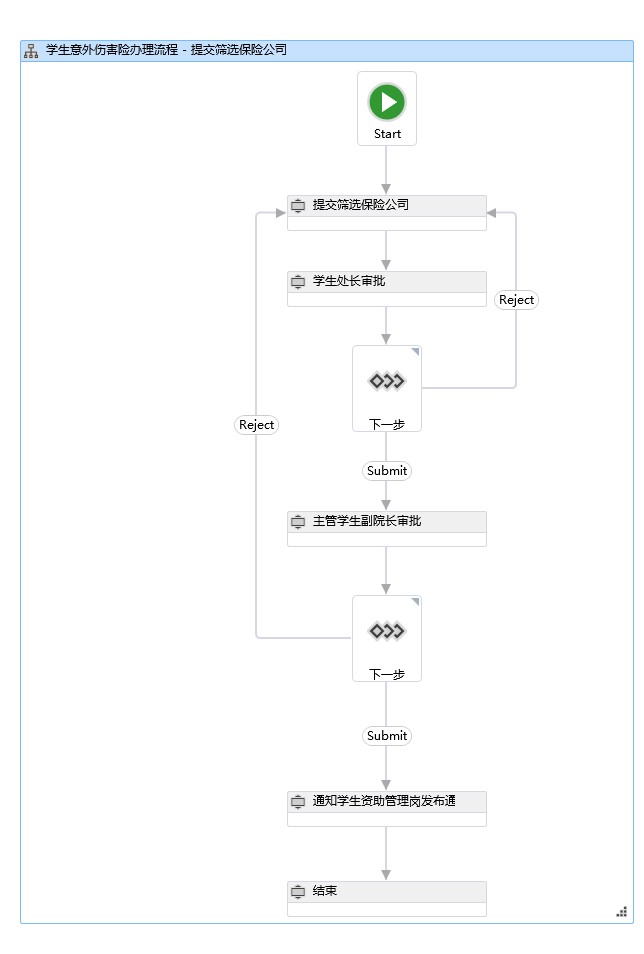 学生意外伤害险办理流程 - 提交筛选保险公司
Start
提交筛选保险公司
学生处长审批
Reject
下一步
Reject
Submit
主管学生副院长审批
下一步
Submit
通知学生资助管理岗发布通
结束